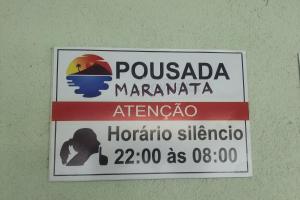 POUSADA
MARANATA
ATENÇÃO
Horário silêncio
22:00 às 08:00